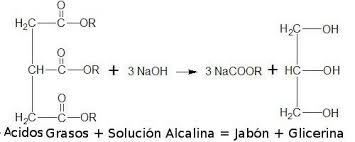 O
H₂C—C—OR
H₂C—OH
O
CH—C—OR + 3 NaOH → 3 NaCOOR + HC—OH
O
H₂C—C—OR
H₂C—OH
Acidos Grasos + Solución Alcalina = Jabón + Glicerina